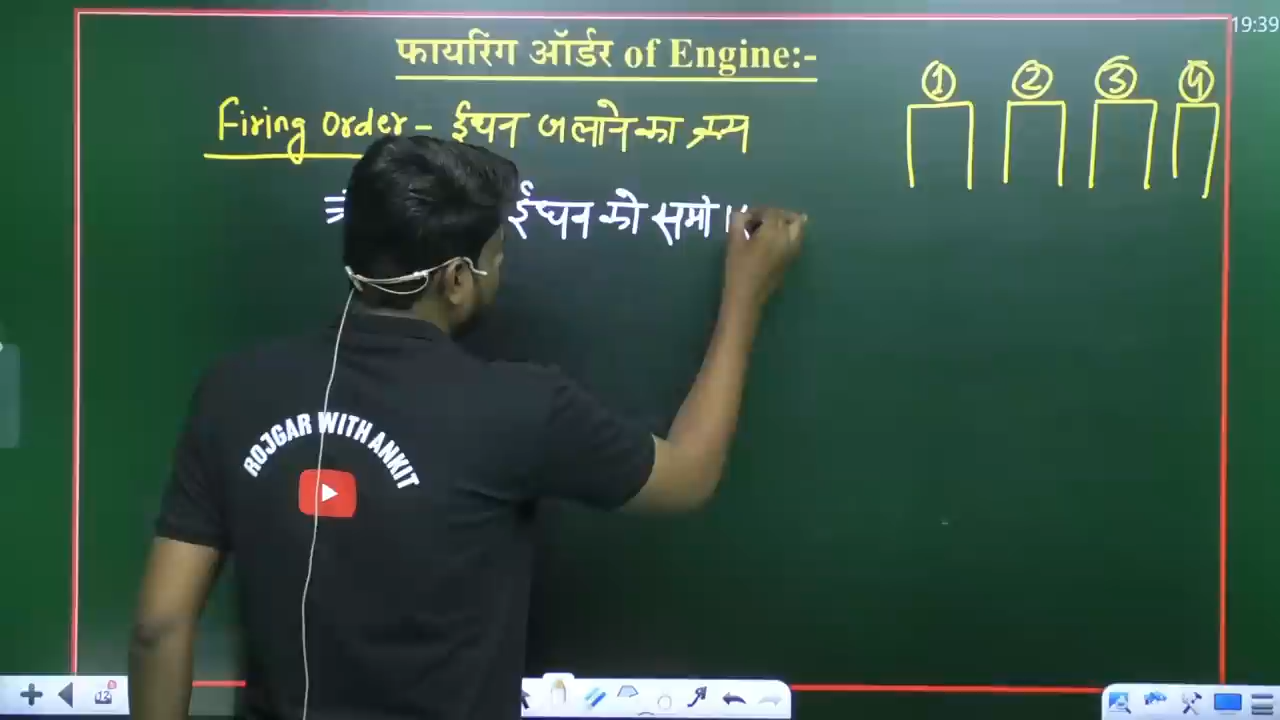 19:39
फायरिंग ऑर्डर of Engine:-
1 2 3 4
Firing Order - ईंधन जलाने का क्रम
ईंधन को
ROJGAR WITH ANKIT
12